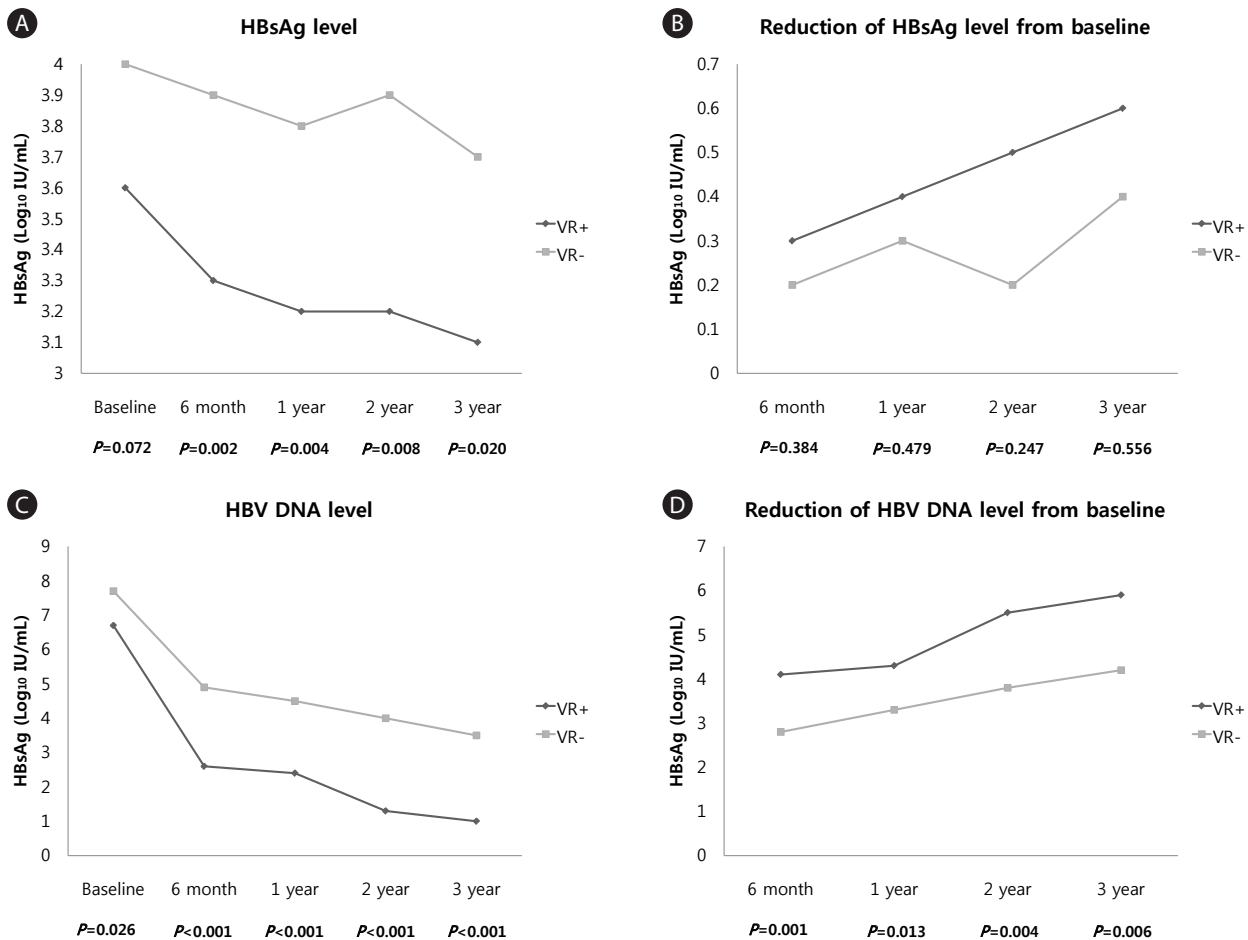 A
HBsAg level
HBsAg (Log₁₀ IU/mL)
4
3.9
3.8
3.7
3.6
3.5
3.4
3.3
3.2
3.1
3
VR+
VR-
Baseline 6 month 1 year 2 year 3 year
P=0.072 P=0.002 P=0.004 P=0.008 P=0.020
B
Reduction of HBsAg level from baseline
HBsAg (Log₁₀ IU/mL)
0.7
0.6
0.5
0.4
0.3
0.2
0.1
0
VR+
VR-
6 month 1 year 2 year 3 year
P=0.384 P=0.479 P=0.247 P=0.556
C
HBV DNA level
HBsAg (Log₁₀ IU/mL)
9
8
7
6
5
4
3
2
1
0
VR+
VR-
Baseline 6 month 1 year 2 year 3 year
P=0.026 P<0.001 P<0.001 P<0.001 P<0.001
D
Reduction of HBV DNA level from baseline
HBsAg (Log₁₀ IU/mL)
7
6
5
4
3
2
1
0
VR+
VR-
6 month 1 year 2 year 3 year
P=0.001 P=0.013 P=0.004 P=0.006